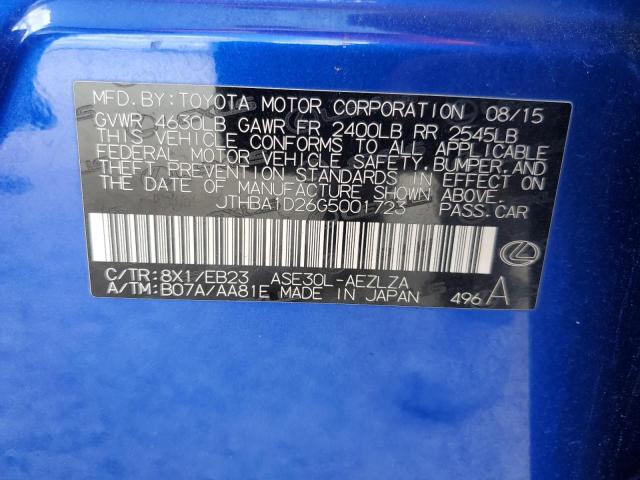 MFD. BY: TOYOTA MOTOR CORPORATION 08/15
GVWR 4630LB GAWR FR 2400LB RR 2545LB
THIS VEHICLE CONFORMS TO ALL APPLICABLE
FEDERAL MOTOR VEHICLE SAFETY, BUMPER, AND
THEFT PREVENTION STANDARDS IN EFFECT ON
THE DATE OF MANUFACTURE SHOWN ABOVE.
JTHBA1D26G5001723 PASS.CAR
C/TR: 8X1/EB23 ASE30L-AEZLZA
A/TM: B07A/AA81E MADE IN JAPAN 496 A